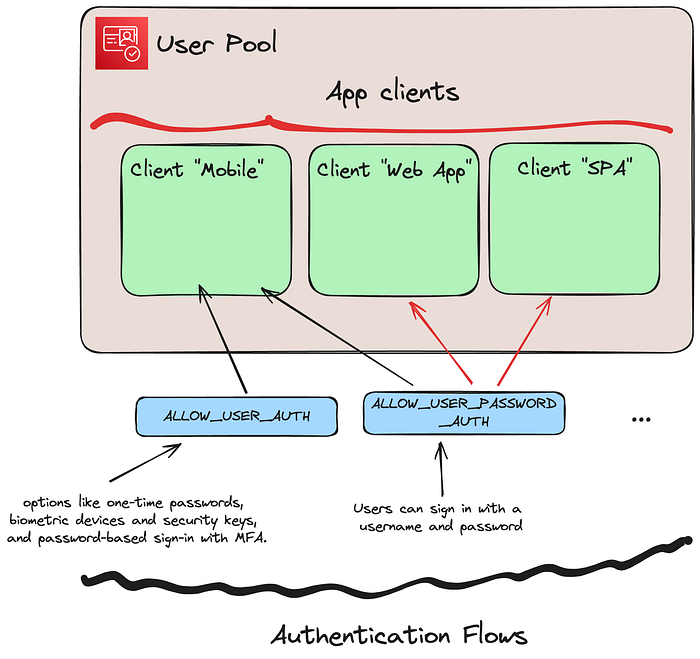 User Pool
App clients
Client "Mobile"
Client "Web App"
Client "SPA"
ALLOW_USER_AUTH
ALLOW_USER_PASSWORD
_AUTH
...
options like one-time passwords,
biometric devices and security keys,
and password-based sign-in with MFA.
Users can sign in with a
username and password
Authentication Flows